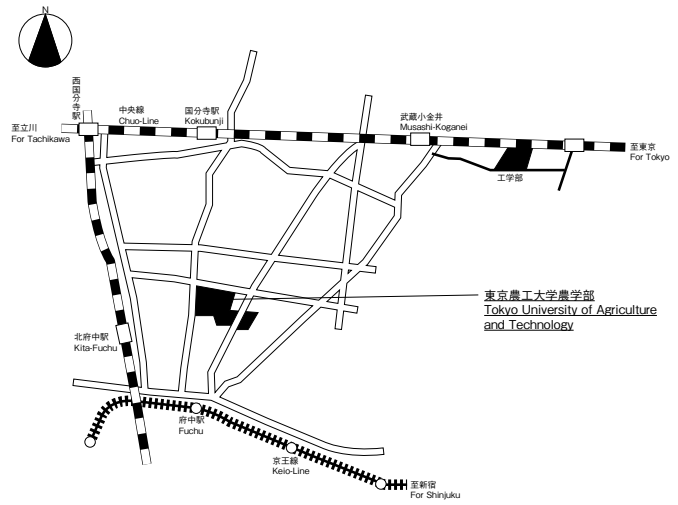 N
西国分寺駅
中央線
Chuo-Line
国分寺駅
Kokubunji
武蔵小金井
Musashi-Koganei
至立川
For Tachikawa
至東京
For Tokyo
工学部
東京農工大学農学部
Tokyo University of Agriculture
and Technology
北府中駅
Kita-Fuchu
府中駅
Fuchu
京王線
Keio-Line
至新宿
For Shinjuku